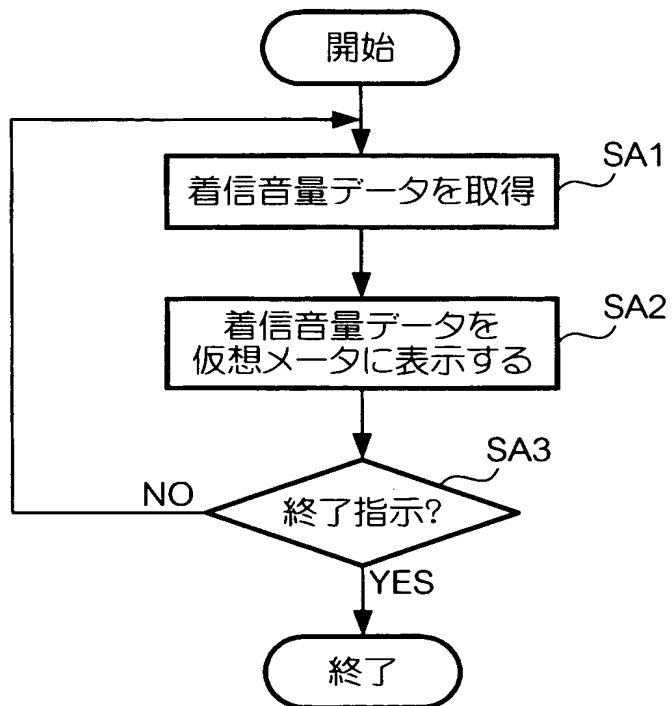 開始
着信音量データを取得
SA1
着信音量データを
仮想メータに表示する
SA2
終了指示?
SA3
NO
YES
終了